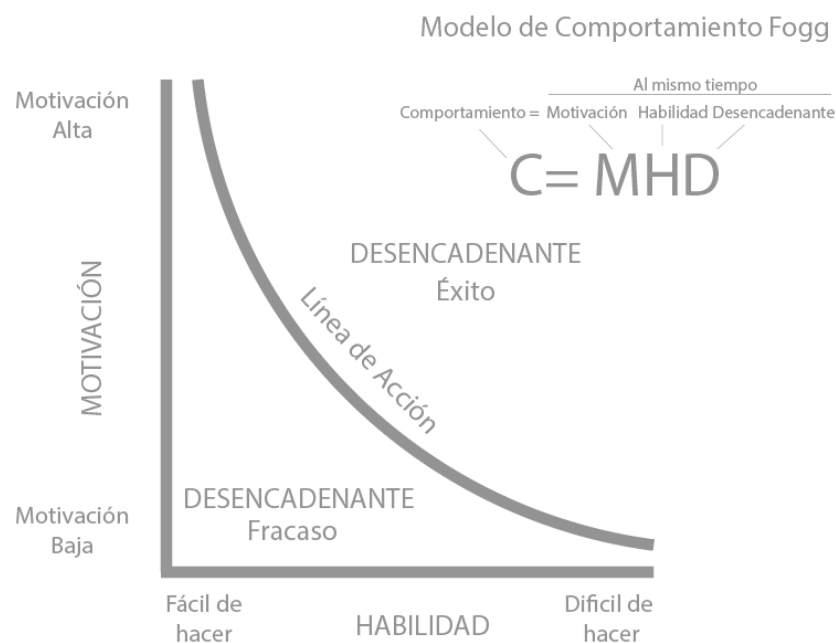 Modelo de Comportamiento Fogg
Al mismo tiempo
Comportamiento = Motivación Habilidad Desencadenante
C= MHD
Motivación
Alta
DESENCADENANTE
Éxito
MOTIVACIÓN
Línea de Acción
DESENCADENANTE
Fracaso
Motivación
Baja
Fácil de
hacer
HABILIDAD
Dificil de
hacer